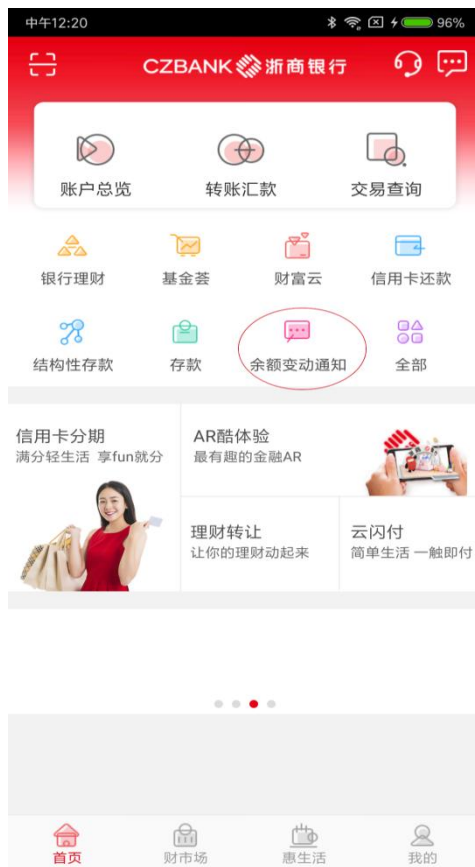 中午12:20
96%
CZBANK 浙商银行
账户总览
转账汇款
交易查询
银行理财
基金荟
财富云
信用卡还款
结构性存款
存款
余额变动通知
全部
信用卡分期
满分轻生活 享fun就分
AR酷体验
最有趣的金融AR
理财转让
让你的理财动起来
云闪付
简单生活 一触即付
首页
财市场
惠生活
我的